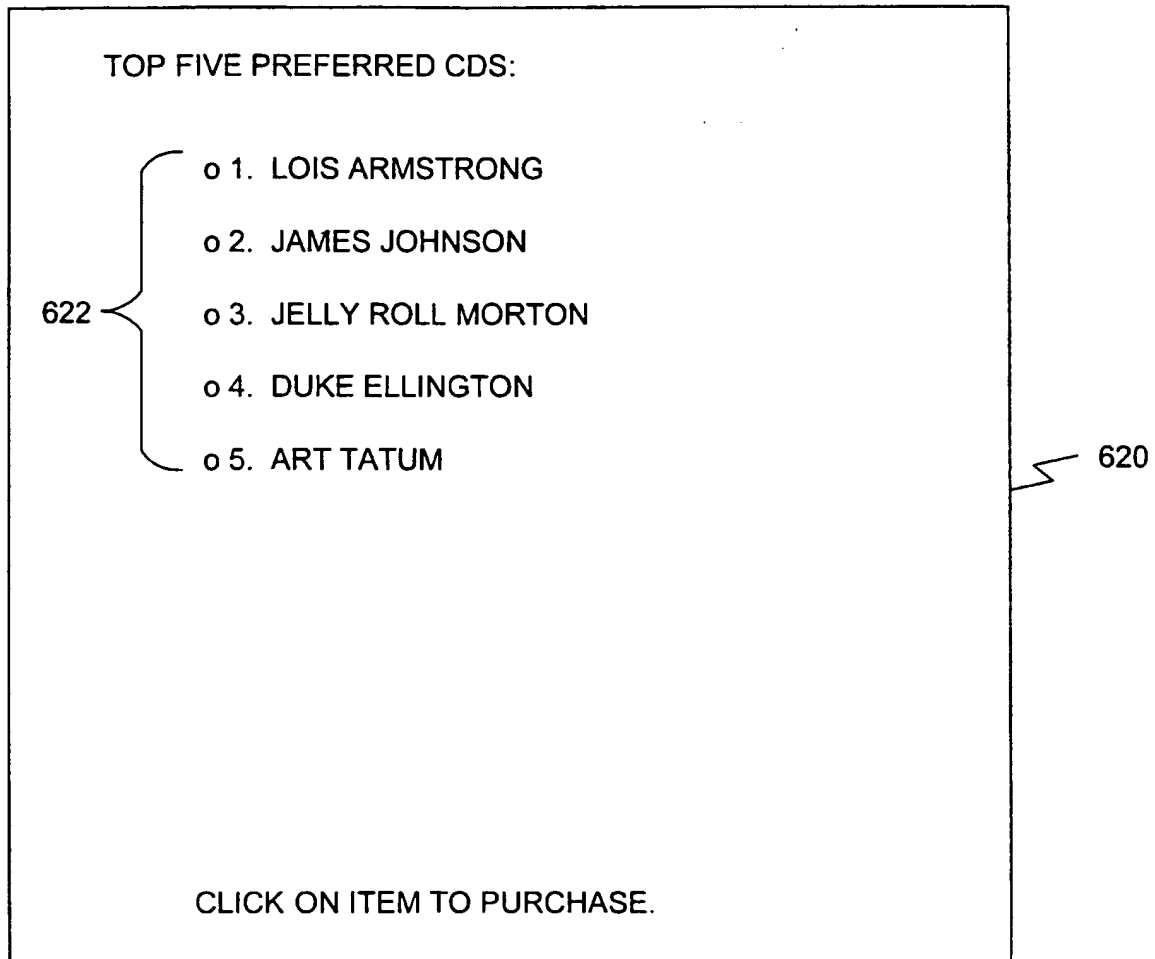 TOP FIVE PREFERRED CDS:
o 1. LOIS ARMSTRONG
o 2. JAMES JOHNSON
622
o 3. JELLY ROLL MORTON
o 4. DUKE ELLINGTON
o 5. ART TATUM
620
CLICK ON ITEM TO PURCHASE.